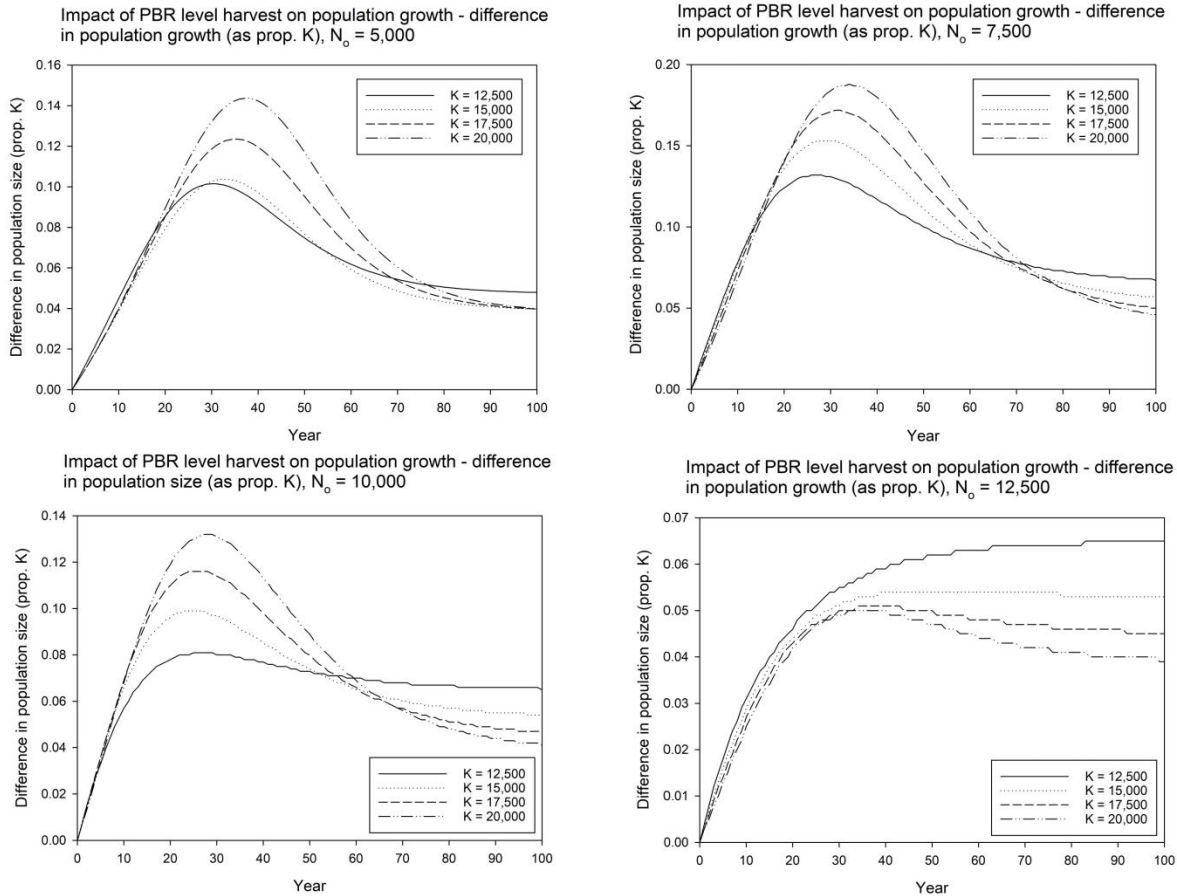 Impact of PBR level harvest on population growth - difference
in population growth (as prop. K), Nₒ = 5,000
0.16
0.14
0.12
0.10
0.08
0.06
0.04
0.02
0.00
Difference in population size (prop. K)
K = 12,500
K = 15,000
K = 17,500
K = 20,000
0 10 20 30 40 50 60 70 80 90 100
Year
Impact of PBR level harvest on population growth - difference
in population growth (as prop. K), Nₒ = 7,500
0.20
0.15
0.10
0.05
0.00
Difference in population size (prop. K)
K = 12,500
K = 15,000
K = 17,500
K = 20,000
0 10 20 30 40 50 60 70 80 90 100
Year
Impact of PBR level harvest on population growth - difference
in population size (as prop. K), Nₒ = 10,000
0.14
0.12
0.10
0.08
0.06
0.04
0.02
0.00
Difference in population size (prop. K)
K = 12,500
K = 15,000
K = 17,500
K = 20,000
0 10 20 30 40 50 60 70 80 90 100
Year
Impact of PBR level harvest on population growth - difference
in population growth (as prop. K), Nₒ = 12,500
0.07
0.06
0.05
0.04
0.03
0.02
0.01
0.00
Difference in population size (prop. K)
K = 12,500
K = 15,000
K = 17,500
K = 20,000
0 10 20 30 40 50 60 70 80 90 100
Year